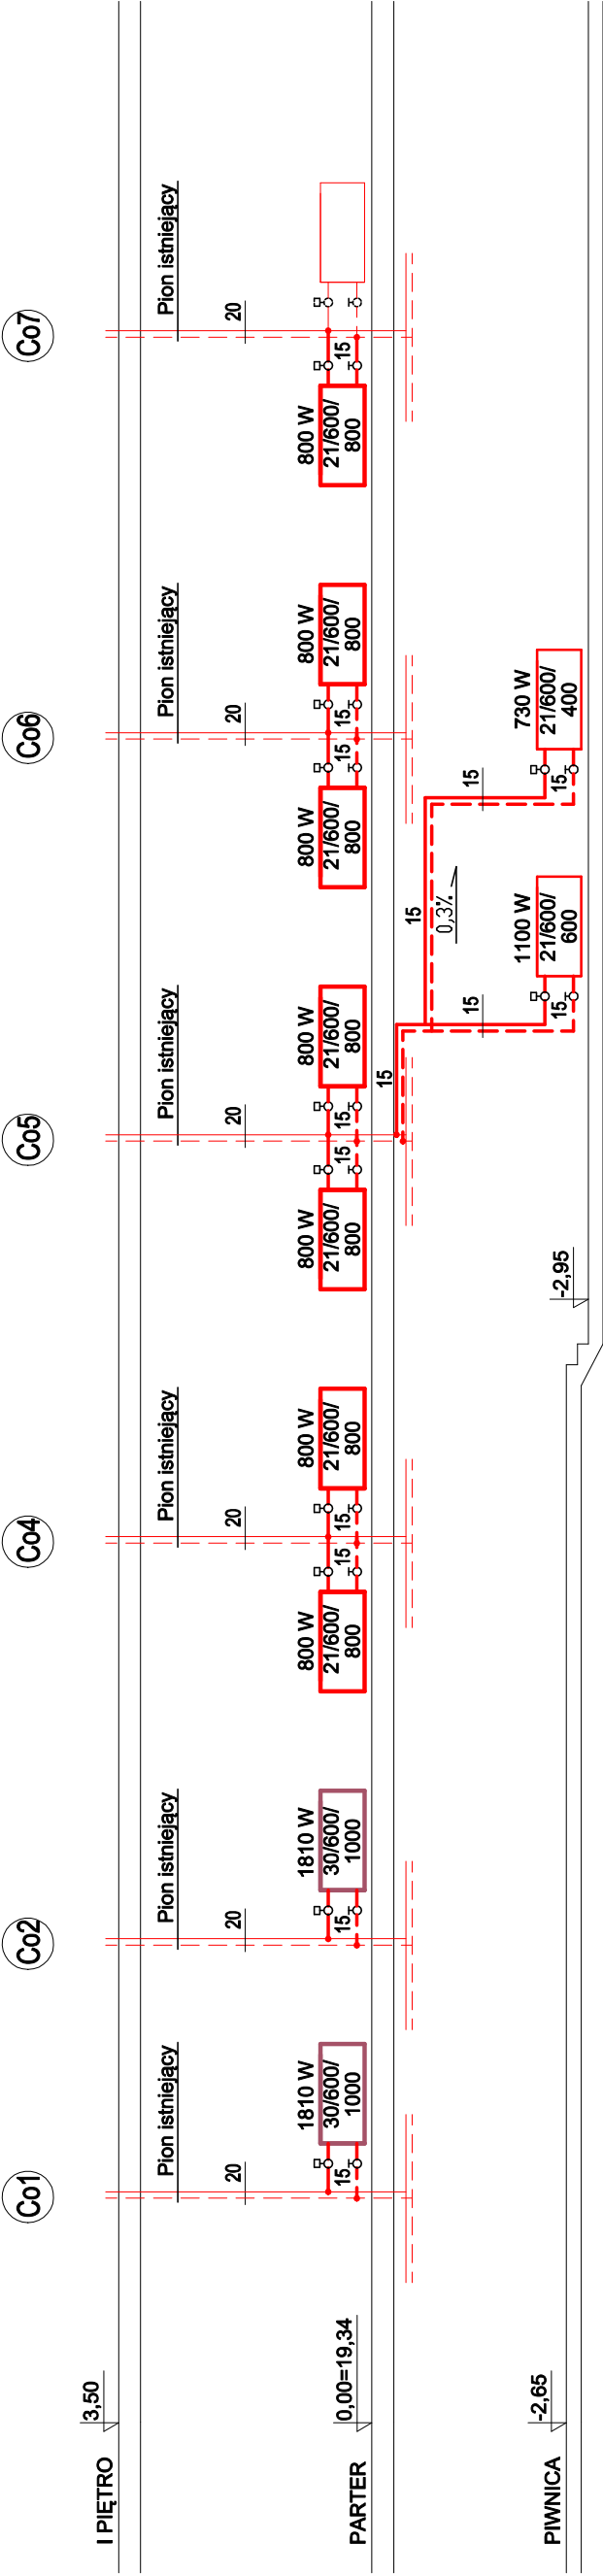 Co1
Co2
Co4
Co5
Co6
Co7
I PIĘTRO
3,50
Pion istniejący
20
Pion istniejący
20
Pion istniejący
20
Pion istniejący
20
Pion istniejący
20
Pion istniejący
20
PARTER
0,00=19,34
15
1810 W
30/600/
1000
15
1810 W
30/600/
1000
800 W
21/600/
800
15
15
800 W
21/600/
800
800 W
21/600/
800
15
15
800 W
21/600/
800
800 W
21/600/
800
15
15
800 W
21/600/
800
800 W
21/600/
800
15
15
15
0,3%
15
15
PIWNICA
-2,65
-2,95
15
1100 W
21/600/
600
15
730 W
21/600/
400